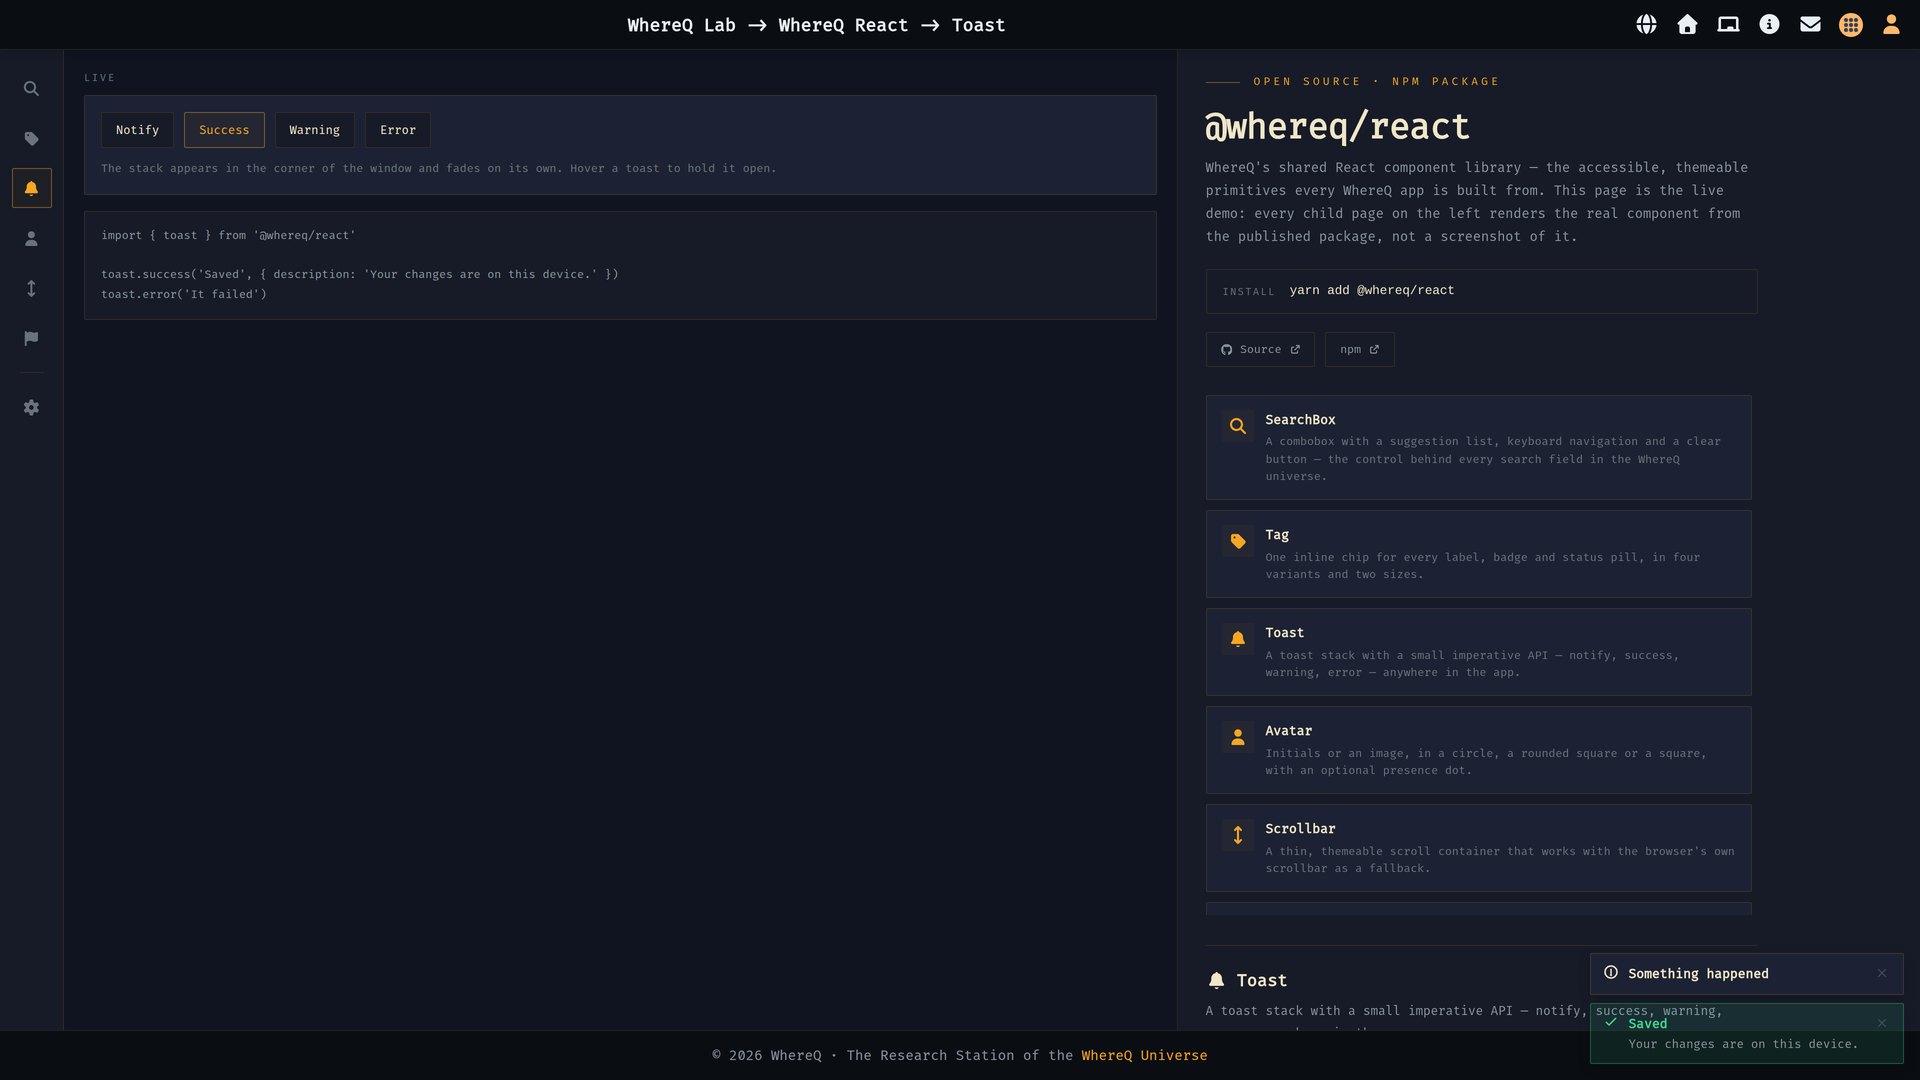 WhereQ Lab → WhereQ React → Toast
LIVE
Notify
Success
Warning
Error
The stack appears in the corner of the window and fades on its own. Hover a toast to hold it open.
import { toast } from '@whereq/react'
toast.success('Saved', { description: 'Your changes are on this device.' })
toast.error('It failed')
OPEN SOURCE · NPM PACKAGE
@whereq/react
WhereQ's shared React component library — the accessible, themeable
primitives every WhereQ app is built from. This page is the live
demo: every child page on the left renders the real component from
the published package, not a screenshot of it.
INSTALL yarn add @whereq/react
Source
npm
SearchBox
A combobox with a suggestion list, keyboard navigation and a clear
button — the control behind every search field in the WhereQ
universe.
Tag
One inline chip for every label, badge and status pill, in four
variants and two sizes.
Toast
A toast stack with a small imperative API — notify, success,
warning, error — anywhere in the app.
Avatar
Initials or an image, in a circle, a rounded square or a square,
with an optional presence dot.
Scrollbar
A thin, themeable scroll container that works with the browser's own
scrollbar as a fallback.
Toast
A toast stack with a small imperative API — notify, success, warning,
Something happened
Saved
Your changes are on this device.
© 2026 WhereQ · The Research Station of the WhereQ Universe